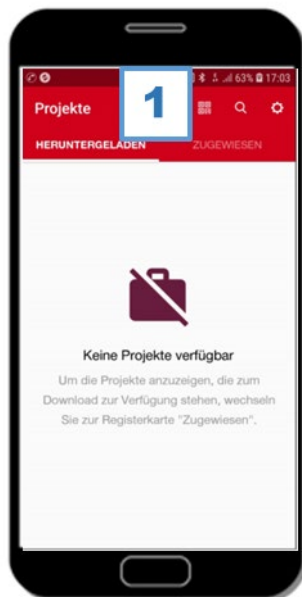 63% 17:03
Projekte
1
HERUNTERGELADEN ZUGEWIESEN
Keine Projekte verfügbar
Um die Projekte anzuzeigen, die zum
Download zur Verfügung stehen, wechseln
Sie zur Registerkarte "Zugewiesen".